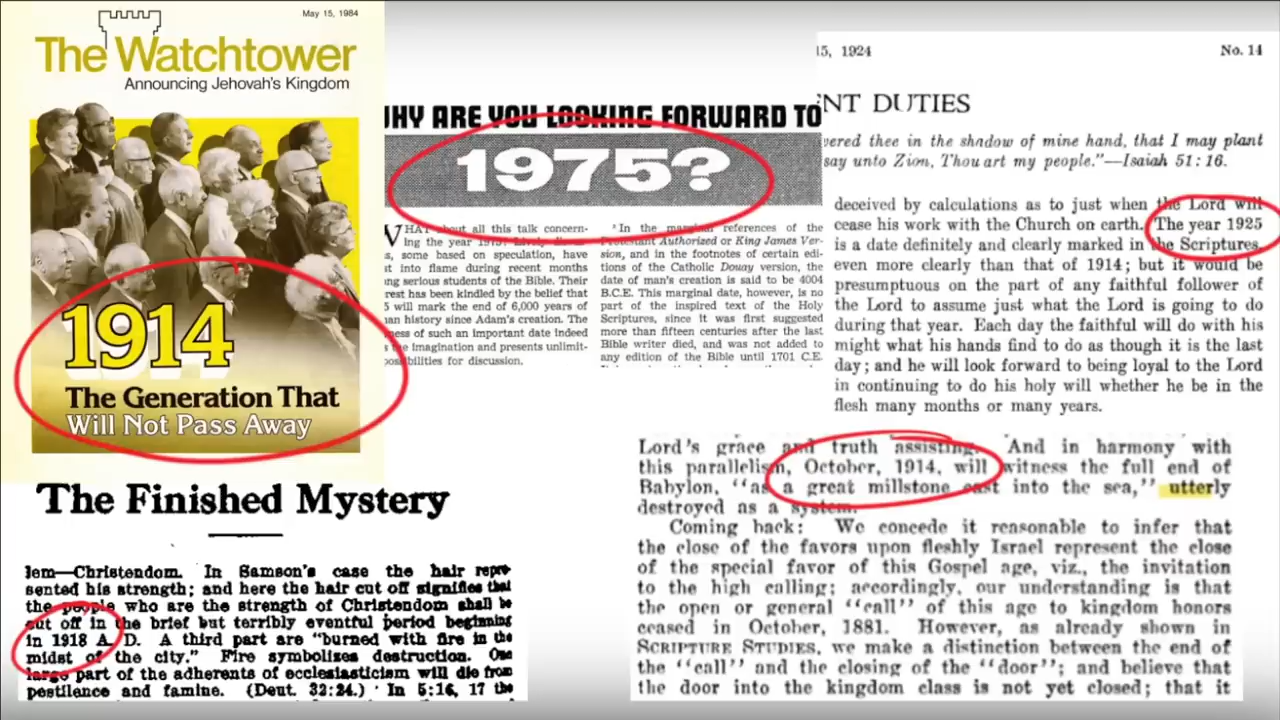 May 15, 1984
The Watchtower
Announcing Jehovah's Kingdom
1914
The Generation That
Will Not Pass Away
WHY ARE YOU LOOKING FORWARD TO
1975?
WHAT about all this talk concern-
ing the year 1975? Lively
s, some based on speculation, have
st into flame during recent months
ng serious students of the Bible. Their
rest has been kindled by the belief that
5 will mark the end of 6,000 years of
an history since Adam's creation. The
ness of such an important date indeed
s the imagination and presents unlimit-
possibilities for discussion.
In the marginal references of the
Protestant Authorized or King James Ver-
sion, and in the footnotes of certain edi-
tions of the Catholic Douay version, the
date of man's creation is said to be 4004
B.C.E. This marginal date, however, is no
part of the inspired text of the Holy
Scriptures, since it was first suggested
more than fifteen centuries after the last
Bible writer died, and was not added to
any edition of the Bible until 1701 C.E.
15, 1924
No. 14
ENT DUTIES
vered thee in the shadow of mine hand, that I may plant
say unto Zion, Thou art my people."—Isaiah 51:16.
deceived by calculations as to just when the Lord will
cease his work with the Church on earth. The year 1925
is a date definitely and clearly marked in the Scriptures,
even more clearly than that of 1914; but it would be
presumptuous on the part of any faithful follower of
the Lord to assume just what the Lord is going to do
during that year. Each day the faithful will do with his
might what his hands find to do as though it is the last
day; and he will look forward to being loyal to the Lord
in continuing to do his holy will whether he be in the
flesh many months or many years.
The Finished Mystery
lem—Christendom. In Samson's case the hair repre-
sented his strength; and here the hair cut off signifies that
the people who are the strength of Christendom shall be
cut off in the brief but terribly eventful period beginning
in 1918 A. D. A third part are "burned with fire in the
midst of the city." Fire symbolizes destruction. One
large part of the adherents of ecclesiasticism will die from
pestilence and famine. (Deut. 32:24.) In 5:16, 17 the
Lord's grace and truth assisting. And in harmony with
this parallelism, October, 1914, will witness the full end of
Babylon, "as a great millstone cast into the sea," utterly
destroyed as a system.
Coming back: We concede it reasonable to infer that
the close of the favors upon fleshly Israel represent the close
of the special favor of this Gospel age, viz., the invitation
to the high calling; accordingly, our understanding is that
the open or general "call" of this age to kingdom honors
ceased in October, 1881. However, as already shown in
SCRIPTURE STUDIES, we make a distinction between the end of
the "call" and the closing of the "door"; and believe that
the door into the kingdom class is not yet closed; that it